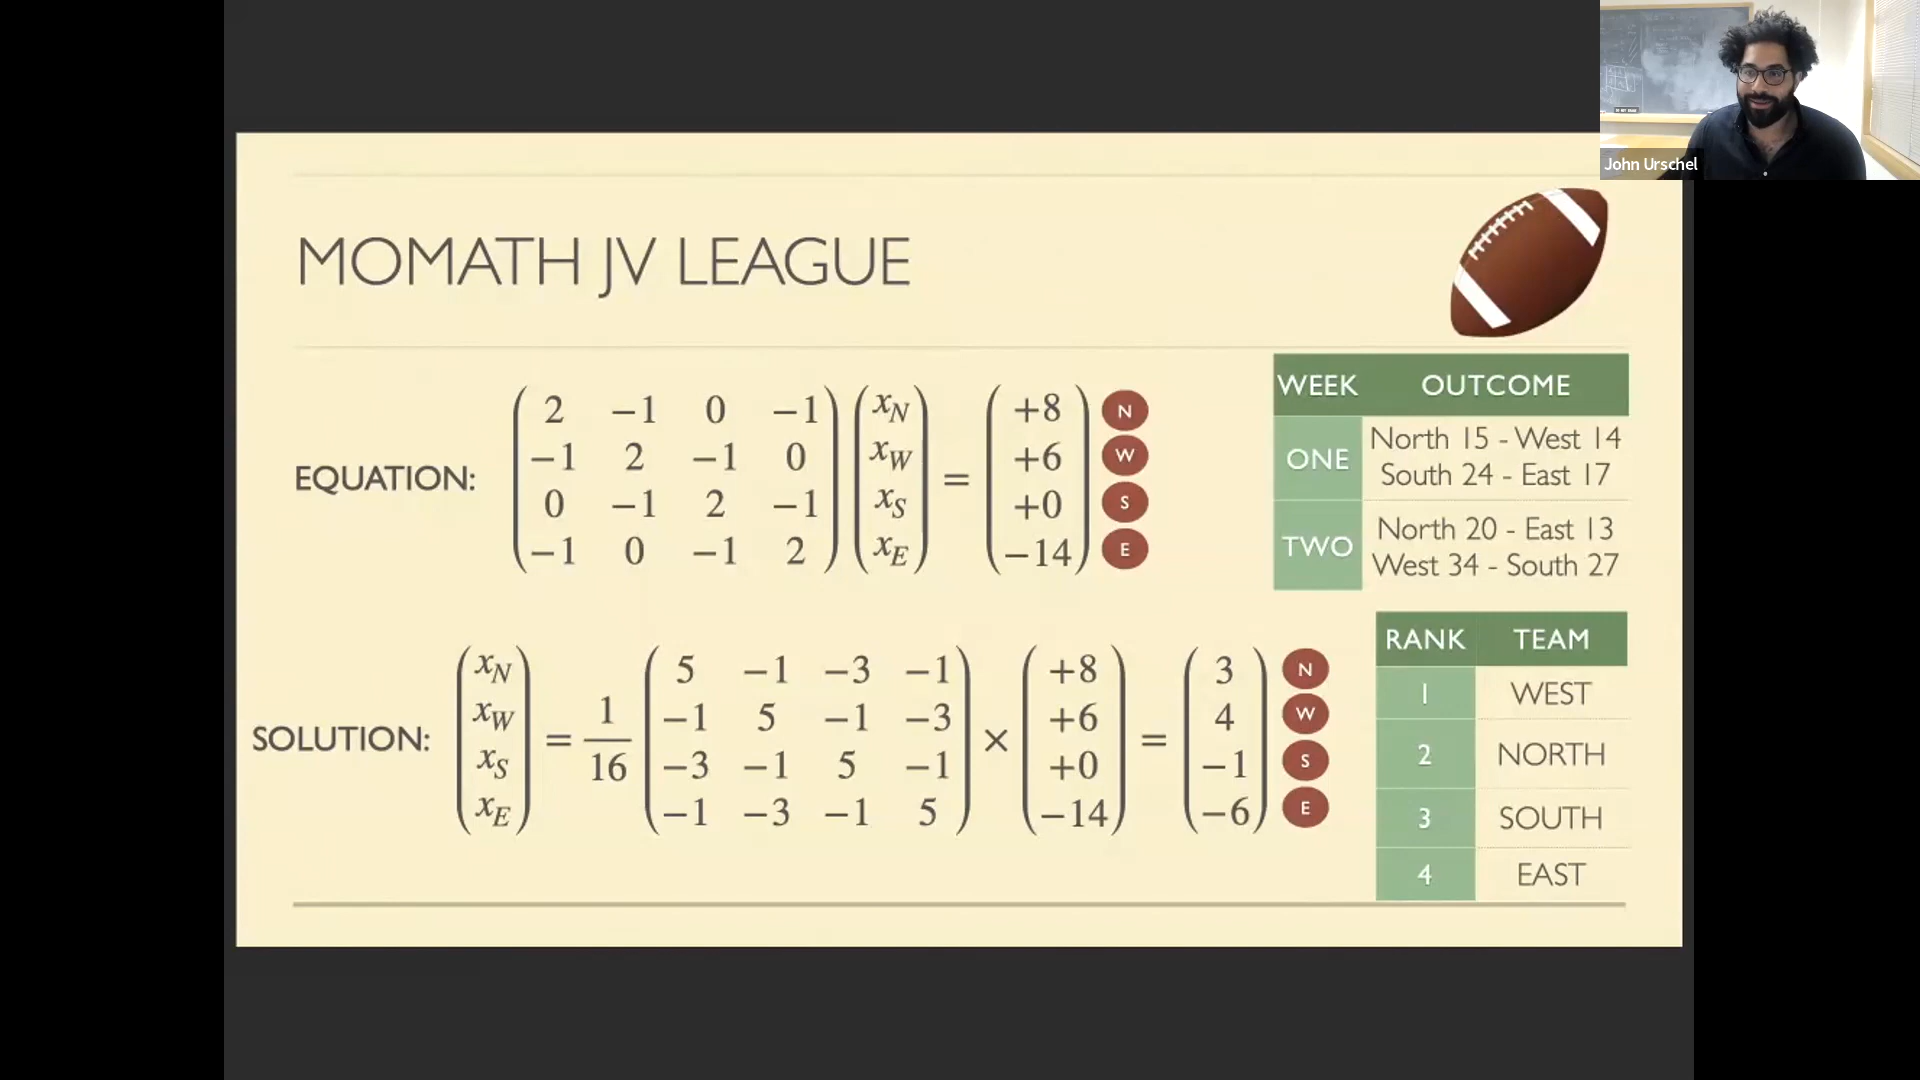 John Urschel
MOMATH JV LEAGUE
EQUATION:
2 −1 0 −1
−1 2 −1 0
0 −1 2 −1
−1 0 −1 2
x_N
x_W
x_S
x_E
=
+8
+6
+0
−14
N
W
S
E
WEEK OUTCOME
ONE
North 15 - West 14
South 24 - East 17
TWO
North 20 - East 13
West 34 - South 27
SOLUTION:
x_N
x_W
x_S
x_E
=
1
16
5 −1 −3 −1
−1 5 −1 −3
−3 −1 5 −1
−1 −3 −1 5
×
+8
+6
+0
−14
=
3
4
−1
−6
N
W
S
E
RANK TEAM
1 WEST
2 NORTH
3 SOUTH
4 EAST